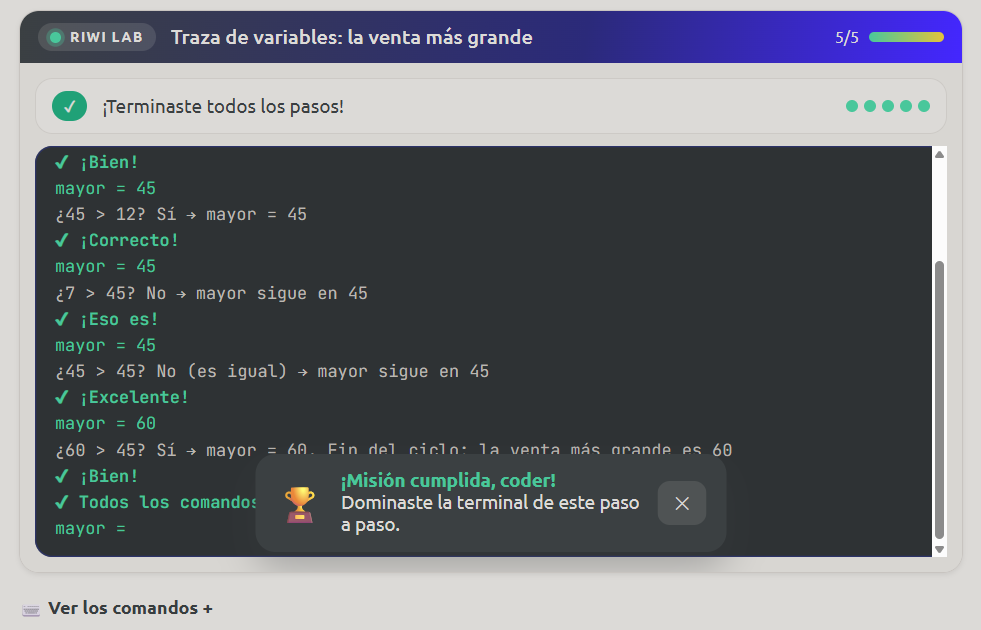 RIWI LAB
Traza de variables: la venta más grande
5/5
✓ ¡Terminaste todos los pasos!
✔ ¡Bien!
mayor = 45
¿45 > 12? Sí → mayor = 45
✔ ¡Correcto!
mayor = 45
¿7 > 45? No → mayor sigue en 45
✔ ¡Eso es!
mayor = 45
¿45 > 45? No (es igual) → mayor sigue en 45
✔ ¡Excelente!
mayor = 60
¿60 > 45? Sí → mayor = 60. Fin del ciclo: la venta más grande es 60
✔ ¡Bien!
✔ Todos los comandos
mayor =
¡Misión cumplida, coder!
Dominaste la terminal de este paso
a paso.
Ver los comandos +